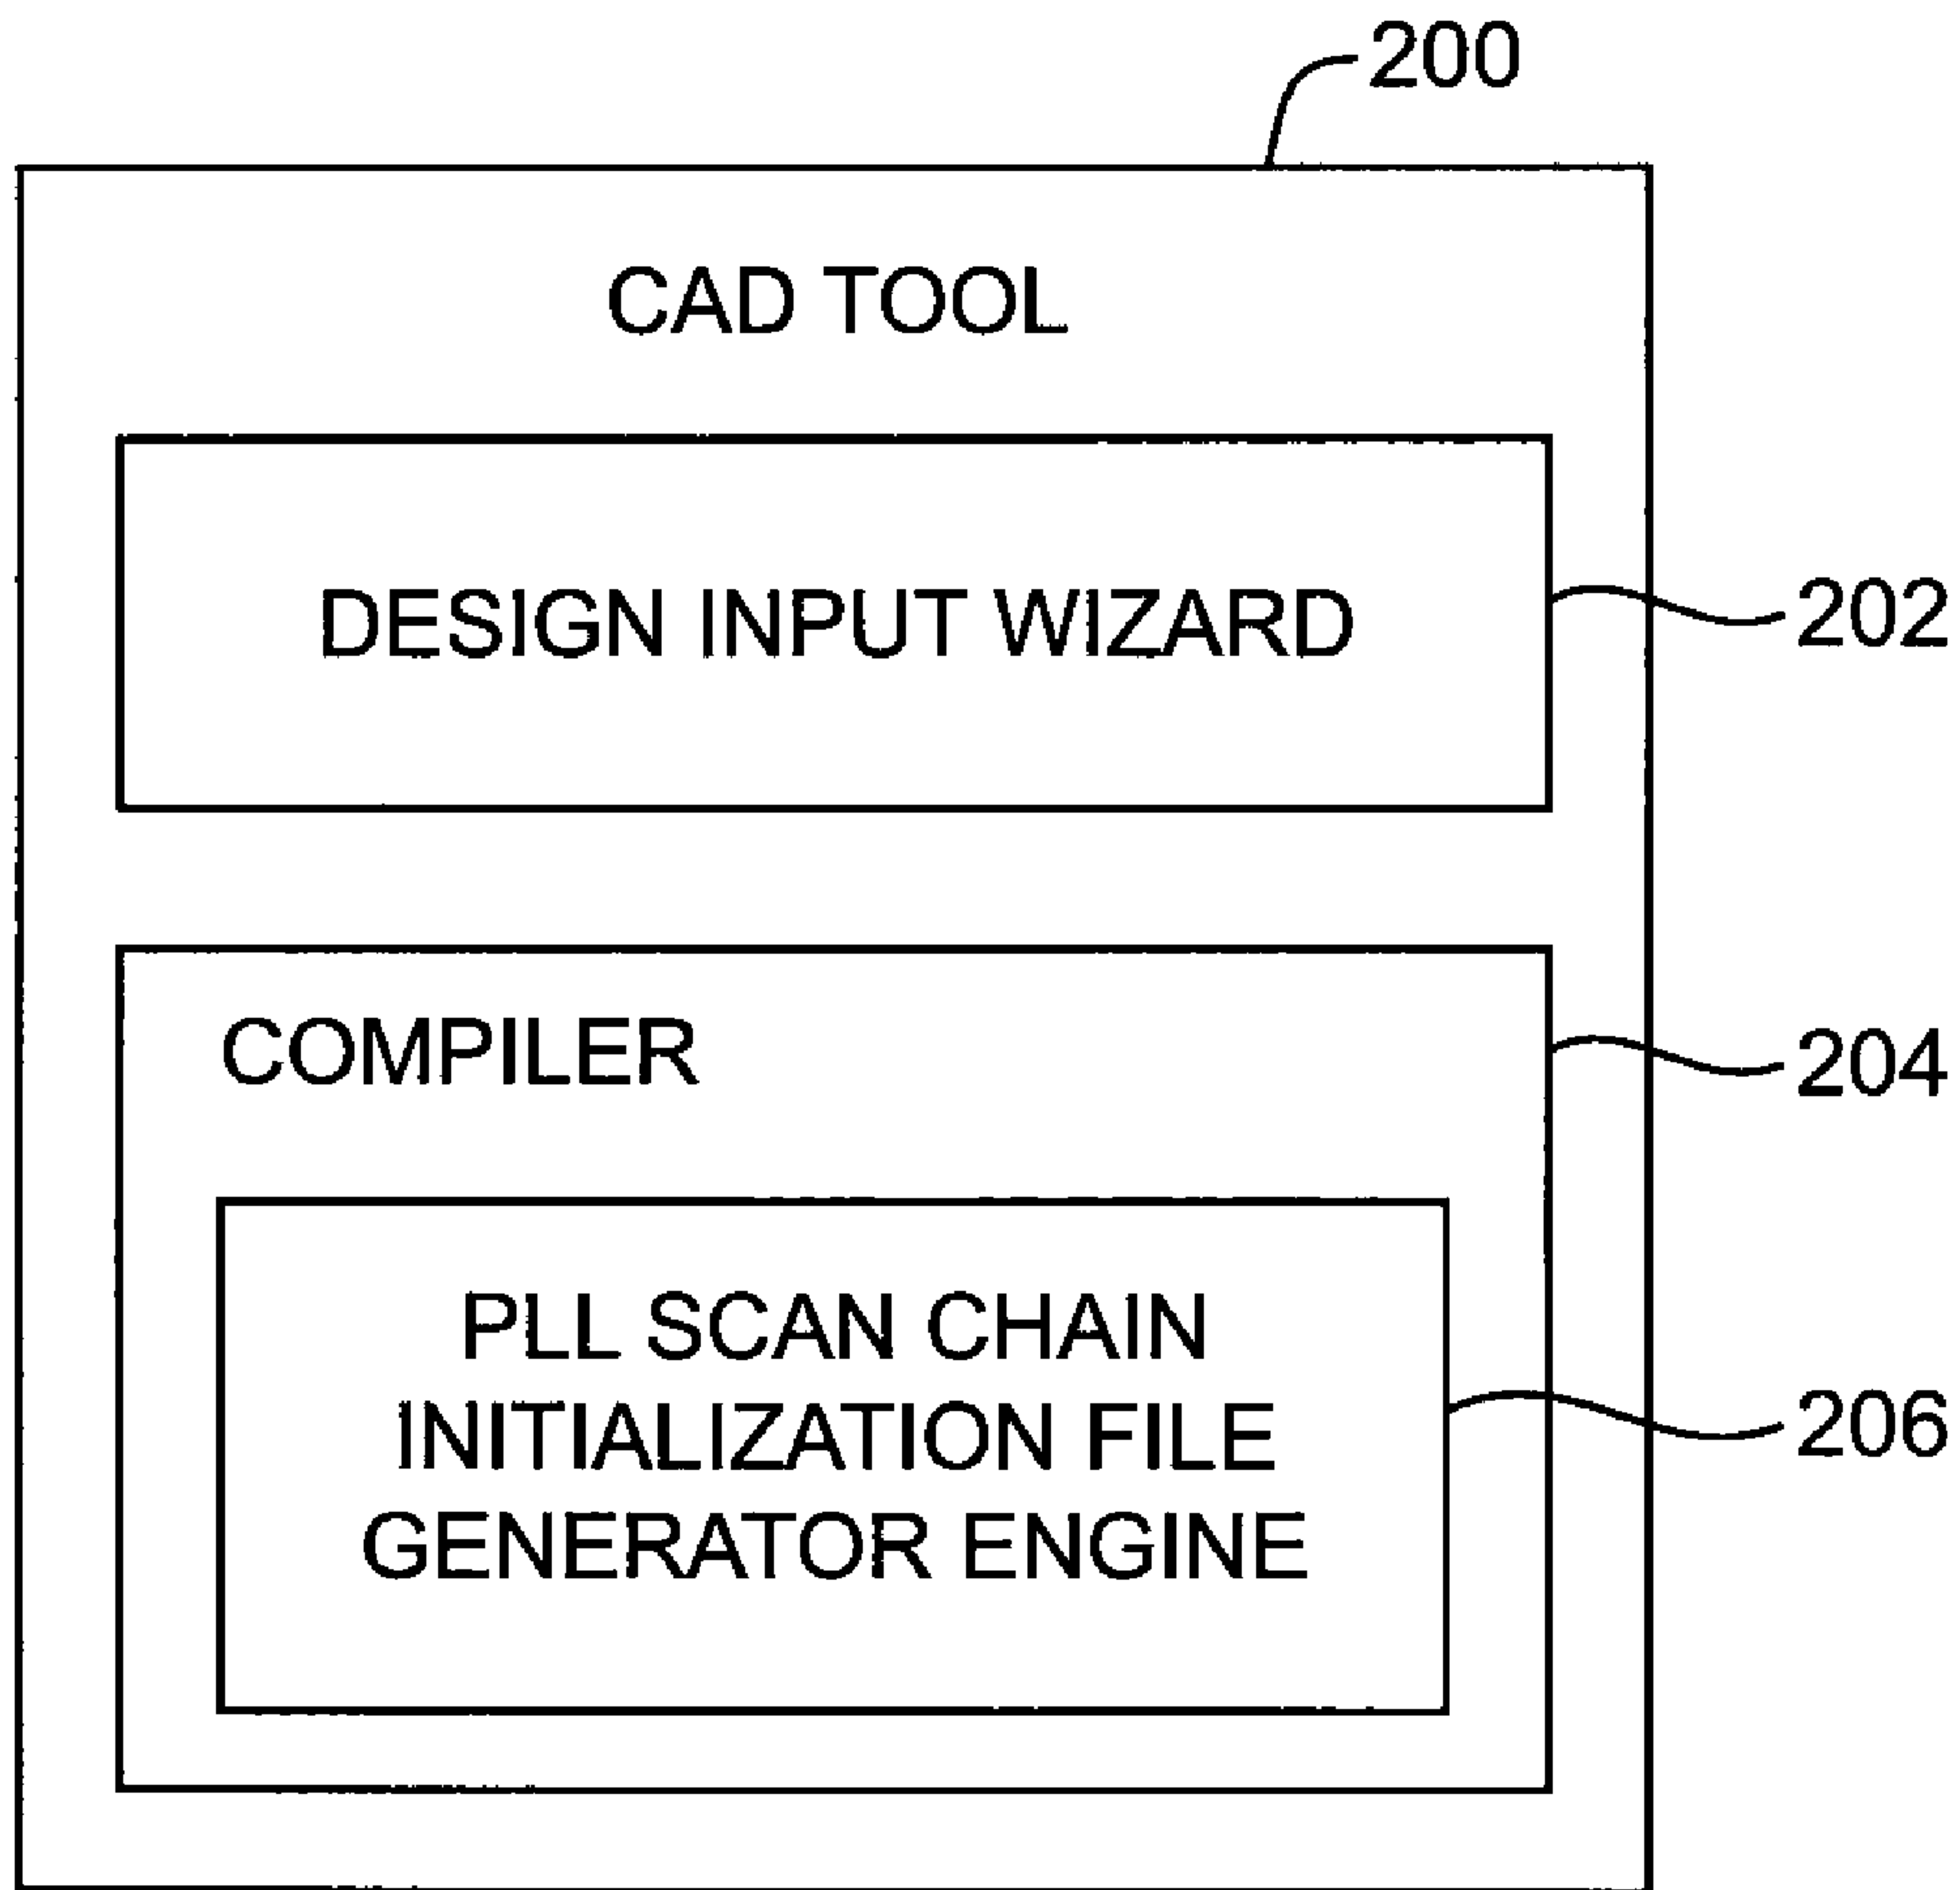 200
CAD TOOL
DESIGN INPUT WIZARD
202
COMPILER
204
PLL SCAN CHAIN
INITIALIZATION FILE
GENERATOR ENGINE
206